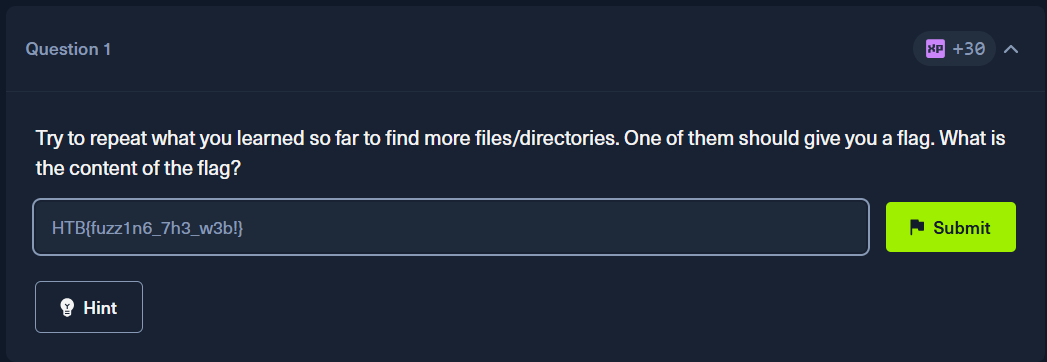 Question 1
XP +30
Try to repeat what you learned so far to find more files/directories. One of them should give you a flag. What is
the content of the flag?
HTB{fuzz1n6_7h3_w3b!}
Submit
Hint